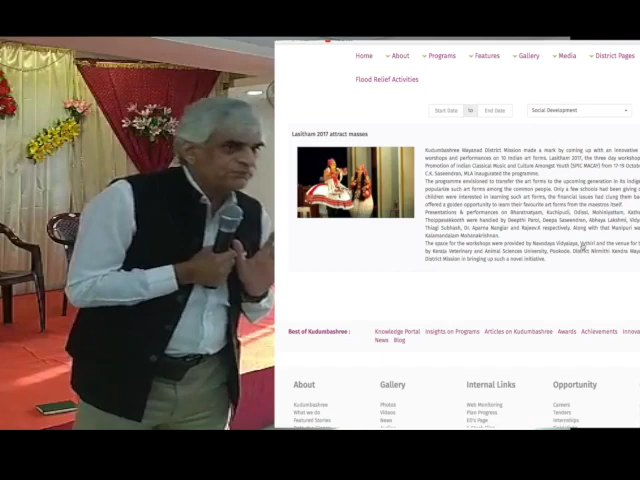 Home About Programs Features Gallery Media District Pages
Flood Relief Activities
Start Date to End Date Social Development
Lasitham 2017 attract masses
Kudumbashree Wayanad District Mission made a mark by coming up with an innovative
worshops and performances on 10 Indian art forms. Lasitham 2017, the three day workshop
Promotion of Indian Classical Music and Culture Amongst Youth (SPIC MACAY) from 17-19 Octobe
C.K. Saseendran, MLA inaugurated the programme.
The programme envisioned to transfer the art forms to the upcoming generation in its indige
popularize such art forms among the common people. Only a few schools had been giving
children were interested in learning such art forms, the financial issues had clung them bac
offered a golden opportunity to learn their favourite art forms from the maestros itself.
Presentations & performances on Bharatnatyam, Kuchipudi, Odissi, Mohiniyattam, Kath
Tholppavakkooth were handled by Deepthi Parol, Deepa Saseendran, Abhaya Lakshmi,
Thiagi Subhash, Dr. Aparna Nangiar and Rajeev.K respectively. Along with that Manipuri
Kalamandalam Mohanakrishnan.
The space for the workshops were provided by Navodaya Vidyalaya, and the venue for
by Kerala Veterinary and Animal Sciences University, Pookode. District Nirmithi Kendra Waya
District Mission in bringing up such a novel initiative.
Best of Kudumbashree : Knowledge Portal Insights on Programs Articles on Kudumbashree Awards Achievements Innova
News Blog
About Gallery Internal Links Opportunity
Kudumbashree Photos Web Monitoring Careers
What we do Videos Plan Progress Tenders
Featured Stories News ED's Page Internships